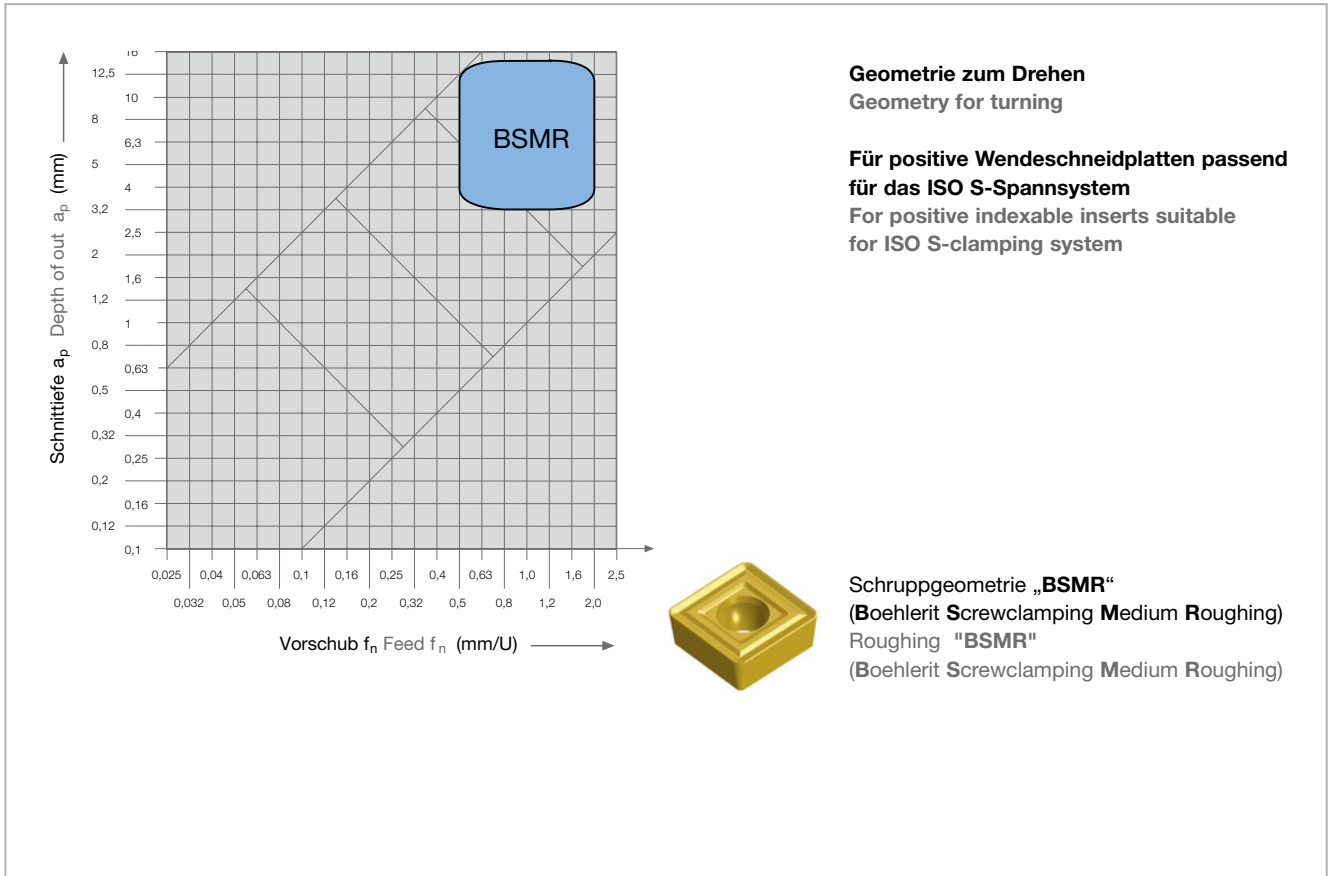 16
12,5
10
8
6,3
5
4
3,2
2,5
2
1,6
1,2
1
0,8
0,63
0,5
0,4
0,32
0,25
0,2
0,16
0,12
0,1
Schnittiefe ap Depth of out ap (mm)
BSMR
0,025 0,04 0,063 0,1 0,16 0,25 0,4 0,63 1,0 1,6 2,5
0,032 0,05 0,08 0,12 0,2 0,32 0,5 0,8 1,2 2,0
Vorschub fn Feed fn (mm/U)
Geometrie zum Drehen
Geometry for turning
Für positive Wendeschneidplatten passend
für das ISO S-Spannsystem
For positive indexable inserts suitable
for ISO S-clamping system
Schruppgeometrie „BSMR“
(Boehlerit Screwclamping Medium Roughing)
Roughing "BSMR"
(Boehlerit Screwclamping Medium Roughing)